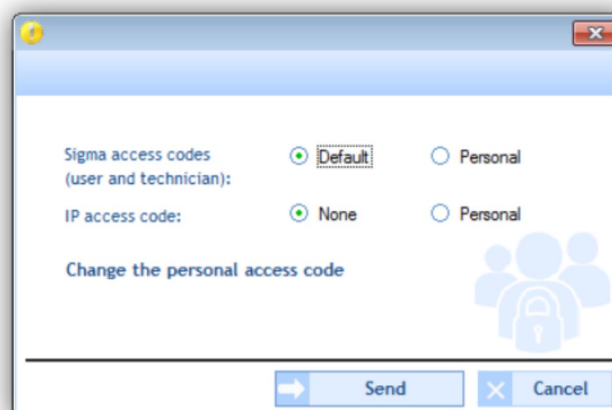 Sigma access codes
(user and technician):
Default
Personal
IP access code:
None
Personal
Change the personal access code
Send
Cancel